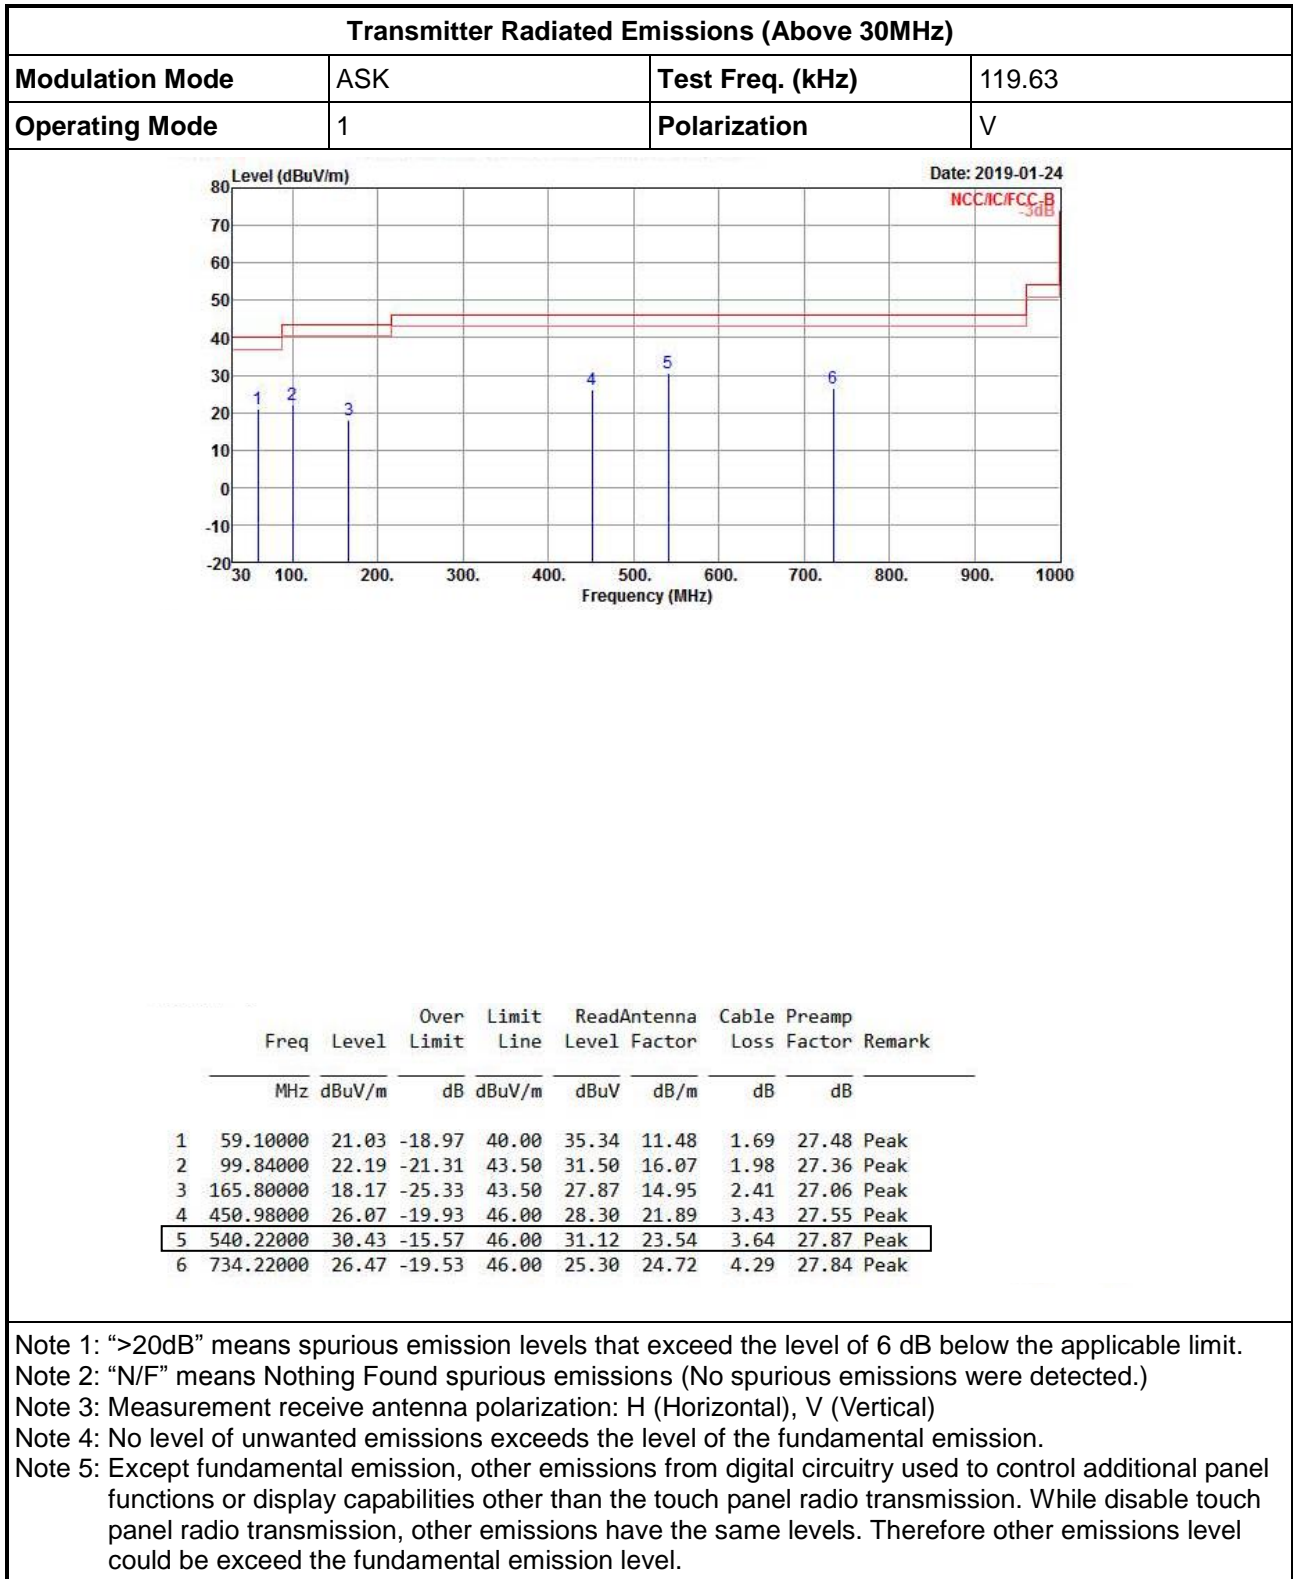 Transmitter Radiated Emissions (Above 30MHz)
Modulation Mode ASK Test Freq. (kHz) 119.63
Operating Mode 1 Polarization V
Level (dBuV/m) Date: 2019-01-24
NCC/IC/FCC-B
-3dB
80
70
60
50
40
30
20
10
0
-10
-20
1 2 3 4 5 6
30 100. 200. 300. 400. 500. 600. 700. 800. 900. 1000
Frequency (MHz)
Over Limit ReadAntenna Cable Preamp
Freq Level Limit Line Level Factor Loss Factor Remark
MHz dBuV/m dB dBuV/m dBuV dB/m dB dB
1 59.10000 21.03 -18.97 40.00 35.34 11.48 1.69 27.48 Peak
2 99.84000 22.19 -21.31 43.50 31.50 16.07 1.98 27.36 Peak
3 165.80000 18.17 -25.33 43.50 27.87 14.95 2.41 27.06 Peak
4 450.98000 26.07 -19.93 46.00 28.30 21.89 3.43 27.55 Peak
5 540.22000 30.43 -15.57 46.00 31.12 23.54 3.64 27.87 Peak
6 734.22000 26.47 -19.53 46.00 25.30 24.72 4.29 27.84 Peak
Note 1: “>20dB” means spurious emission levels that exceed the level of 6 dB below the applicable limit.
Note 2: “N/F” means Nothing Found spurious emissions (No spurious emissions were detected.)
Note 3: Measurement receive antenna polarization: H (Horizontal), V (Vertical)
Note 4: No level of unwanted emissions exceeds the level of the fundamental emission.
Note 5: Except fundamental emission, other emissions from digital circuitry used to control additional panel
functions or display capabilities other than the touch panel radio transmission. While disable touch
panel radio transmission, other emissions have the same levels. Therefore other emissions level
could be exceed the fundamental emission level.